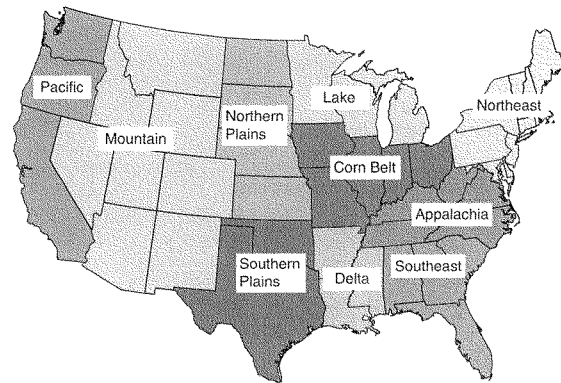 Pacific
Mountain
Northern
Plains
Lake
Northeast
Corn Belt
Appalachia
Southern
Plains
Delta
Southeast